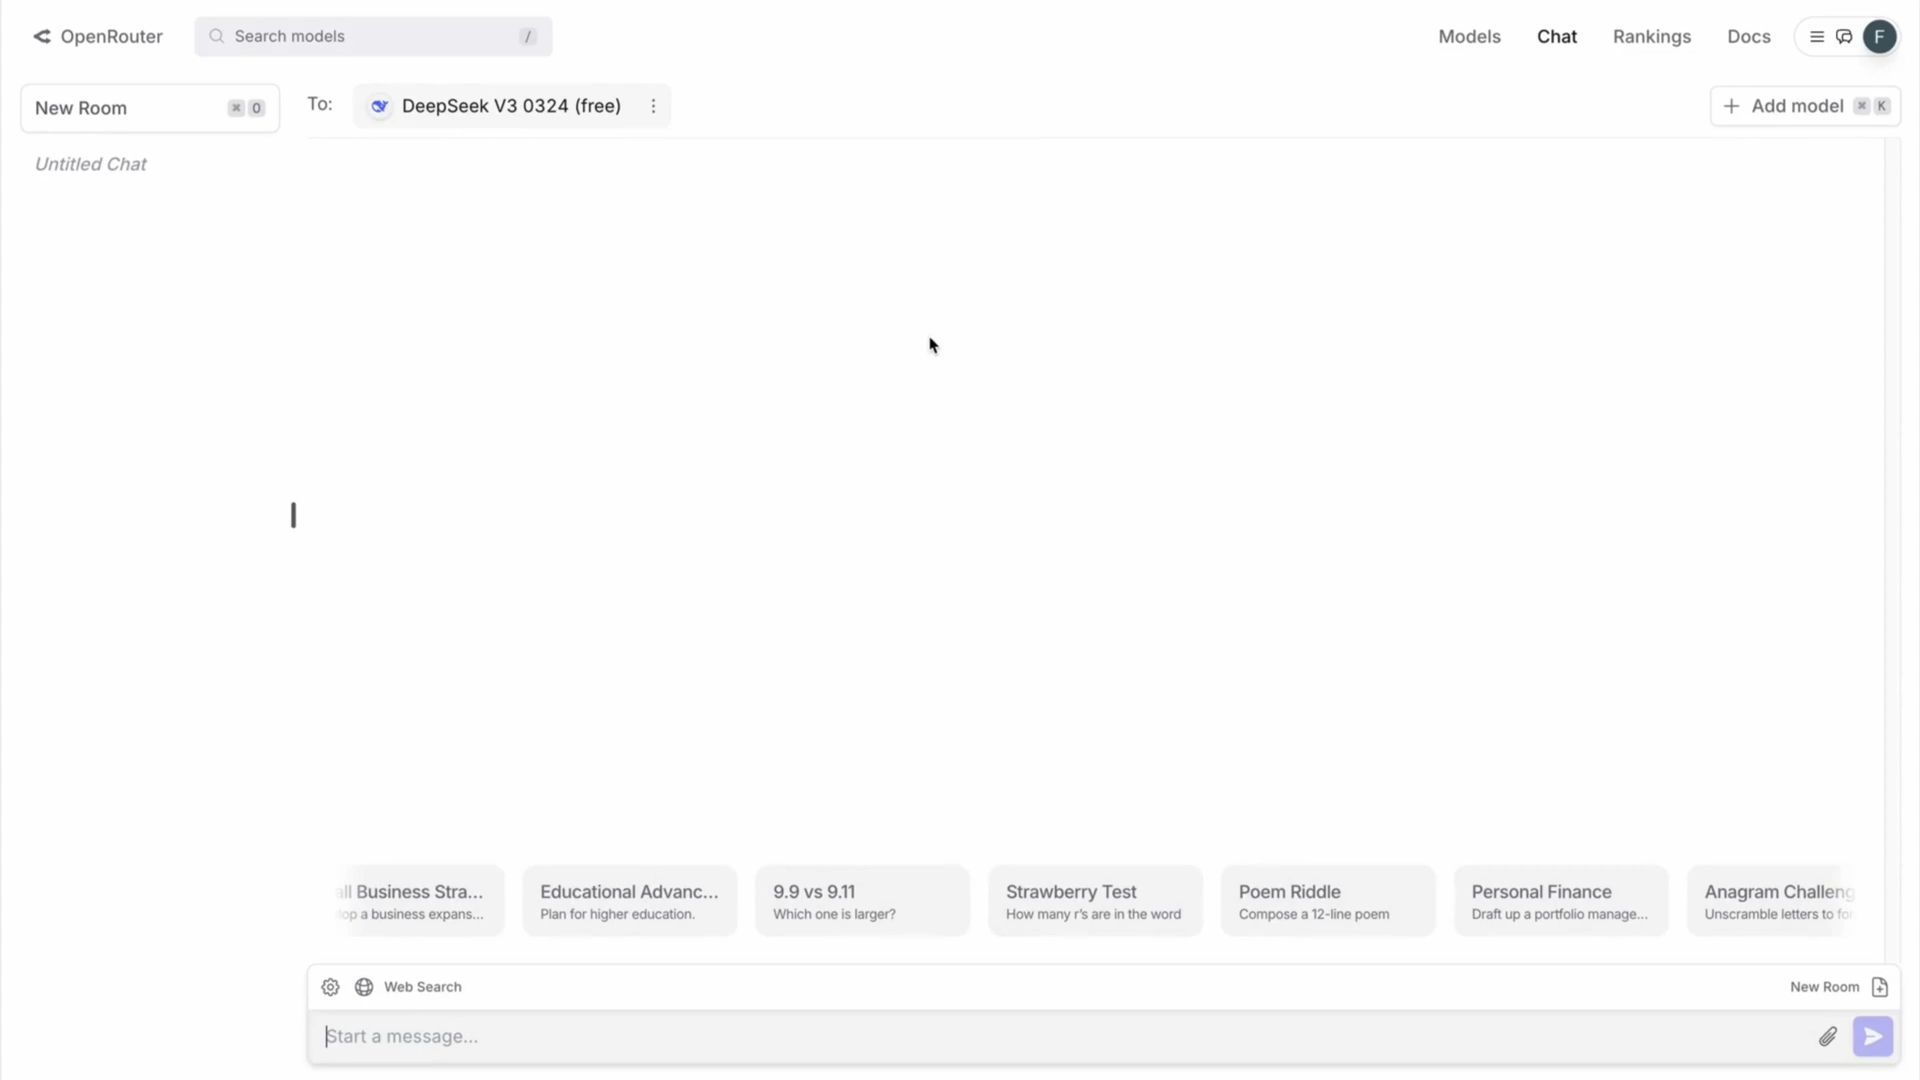 OpenRouter
Search models
/
Models
Chat
Rankings
Docs
F
New Room
⌘ O
To:
DeepSeek V3 0324 (free)
Add model
⌘ K
Untitled Chat
all Business Stra...
lop a business expans...
Educational Advanc...
Plan for higher education.
9.9 vs 9.11
Which one is larger?
Strawberry Test
How many r's are in the word
Poem Riddle
Compose a 12-line poem
Personal Finance
Draft up a portfolio manage...
Anagram Challeng
Unscramble letters to for
Web Search
New Room
Start a message...